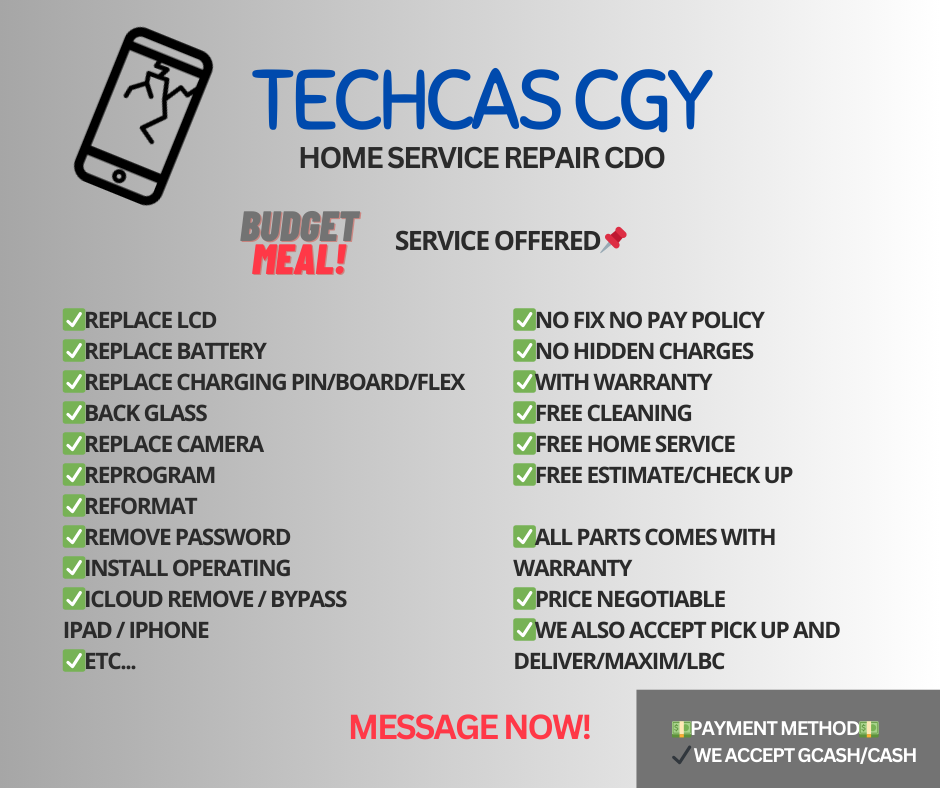 TECHCAS CGY
HOME SERVICE REPAIR CDO
BUDGET
MEAL!
SERVICE OFFERED📌
✅REPLACE LCD
✅REPLACE BATTERY
✅REPLACE CHARGING PIN/BOARD/FLEX
✅BACK GLASS
✅REPLACE CAMERA
✅REPROGRAM
✅REFORMAT
✅REMOVE PASSWORD
✅INSTALL OPERATING
✅ICLOUD REMOVE / BYPASS
IPAD / IPHONE
✅ETC...
✅NO FIX NO PAY POLICY
✅NO HIDDEN CHARGES
✅WITH WARRANTY
✅FREE CLEANING
✅FREE HOME SERVICE
✅FREE ESTIMATE/CHECK UP
✅ALL PARTS COMES WITH
WARRANTY
✅PRICE NEGOTIABLE
✅WE ALSO ACCEPT PICK UP AND
DELIVER/MAXIM/LBC
MESSAGE NOW!
💵PAYMENT METHOD💵
✔WE ACCEPT GCASH/CASH